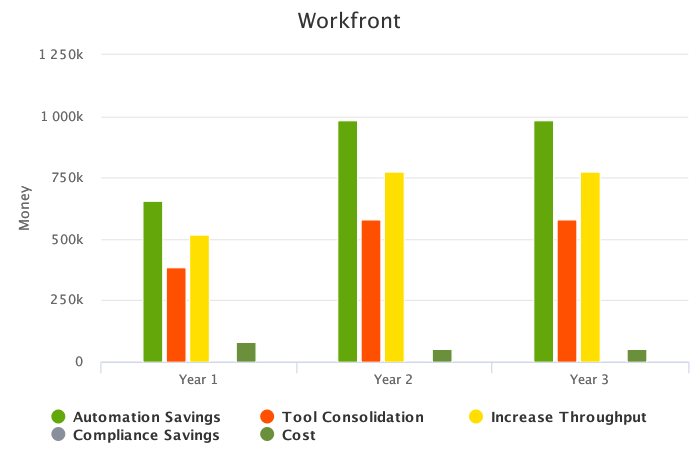 Workfront
1 250k
1 000k
750k
500k
250k
0
Money
Year 1 Year 2 Year 3
Automation Savings Tool Consolidation Increase Throughput
Compliance Savings Cost